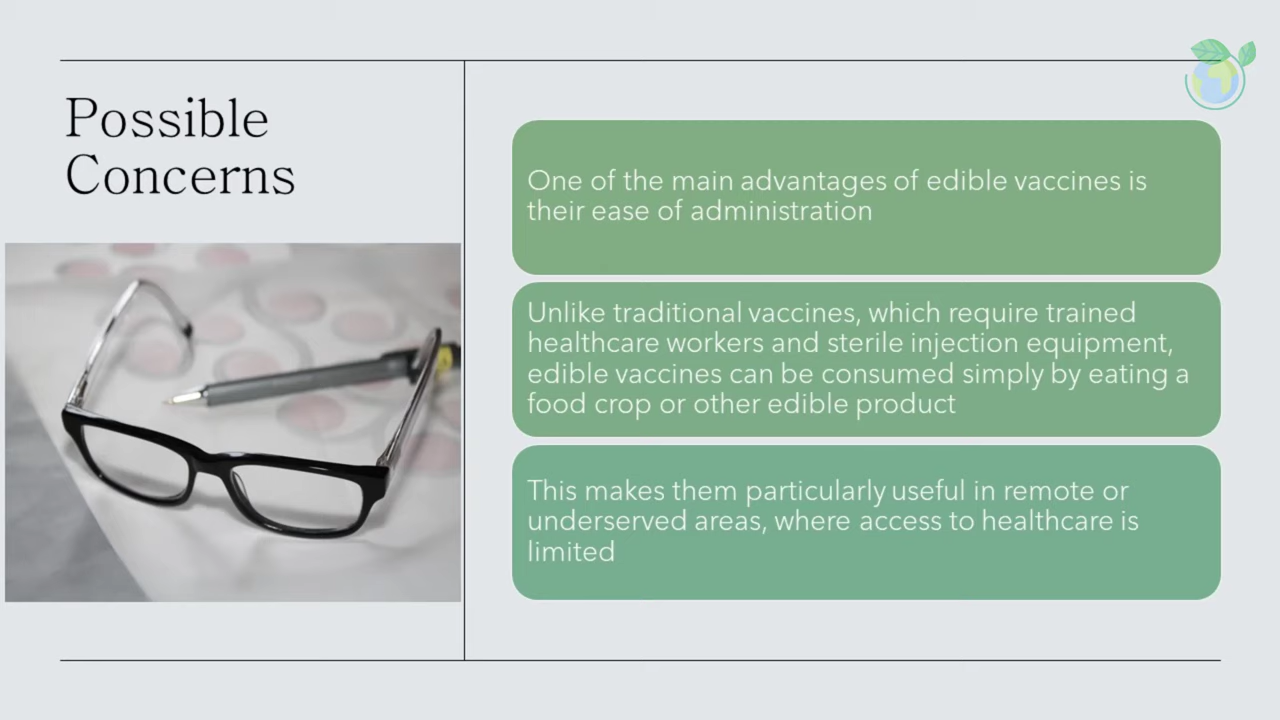 Possible
Concerns
One of the main advantages of edible vaccines is
their ease of administration
Unlike traditional vaccines, which require trained
healthcare workers and sterile injection equipment,
edible vaccines can be consumed simply by eating a
food crop or other edible product
This makes them particularly useful in remote or
underserved areas, where access to healthcare is
limited